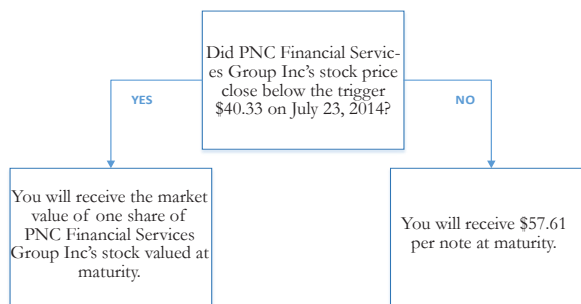 Did PNC Financial Servic-
es Group Inc's stock price
close below the trigger
$40.33 on July 23, 2014?
YES
NO
You will receive the market
value of one share of
PNC Financial Services
Group Inc's stock valued at
maturity.
You will receive $57.61
per note at maturity.